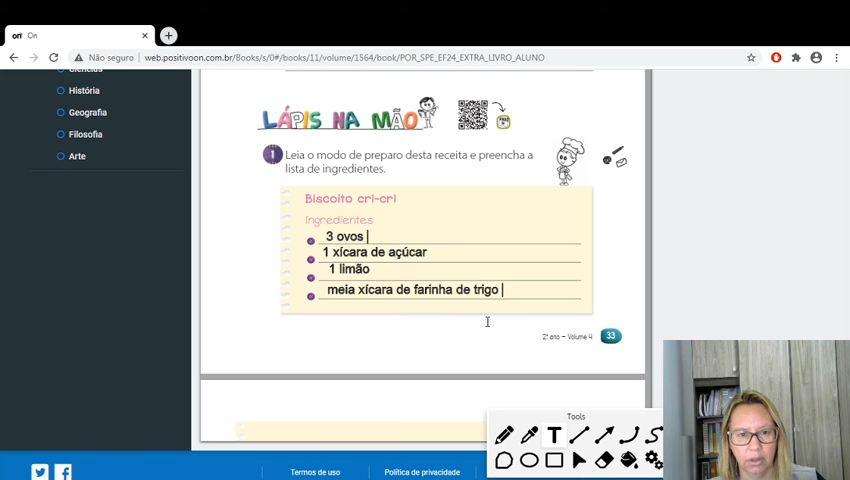 on On
Não seguro web.positivoon.com.br/Books/s/0#/books/11/volume/1564/book/POR_SPE_EF24_EXTRA_LIVRO_ALUNO
Ciências
História
Geografia
Filosofia
Arte
LÁPIS NA MÃO
1 Leia o modo de preparo desta receita e preencha a
lista de ingredientes.
Biscoito cri-cri
Ingredientes
3 ovos
1 xícara de açúcar
1 limão
meia xícara de farinha de trigo
2º. ano – Volume 4 33
Tools
T
Termos de uso Política de privacidade